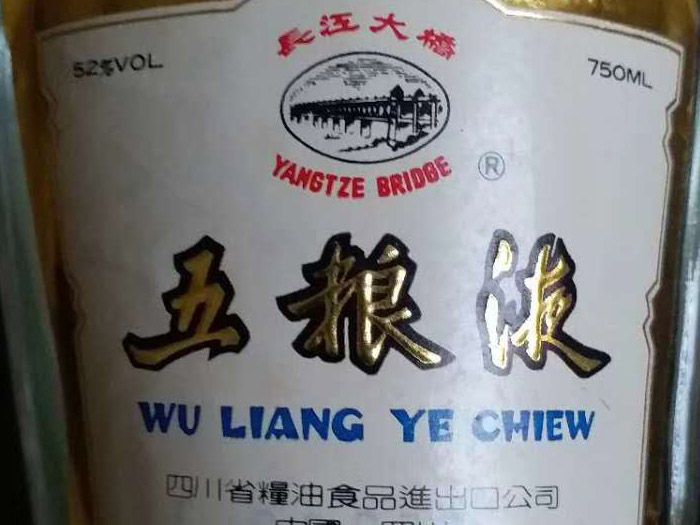 長江大橋
52%VOL
750ML
YANGTZE BRIDGE ®
五粮液
WU LIANG YE CHIEW
四川省糧油食品進出口公司